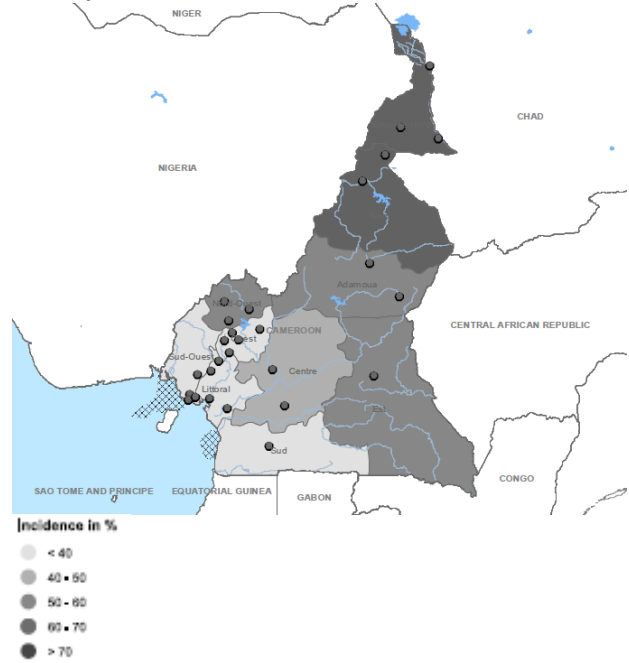 NIGER
CHAD
NIGERIA
Adamoua
Nord-Ouest
CENTRAL AFRICAN REPUBLIC
CAMEROON
Sud-Ouest
Centre
Littoral
Est
Sud
CONGO
SAO TOME AND PRINCIPE
EQUATORIAL GUINEA
GABON
Incidence in %
< 40
40 - 50
50 - 60
60 - 70
> 70